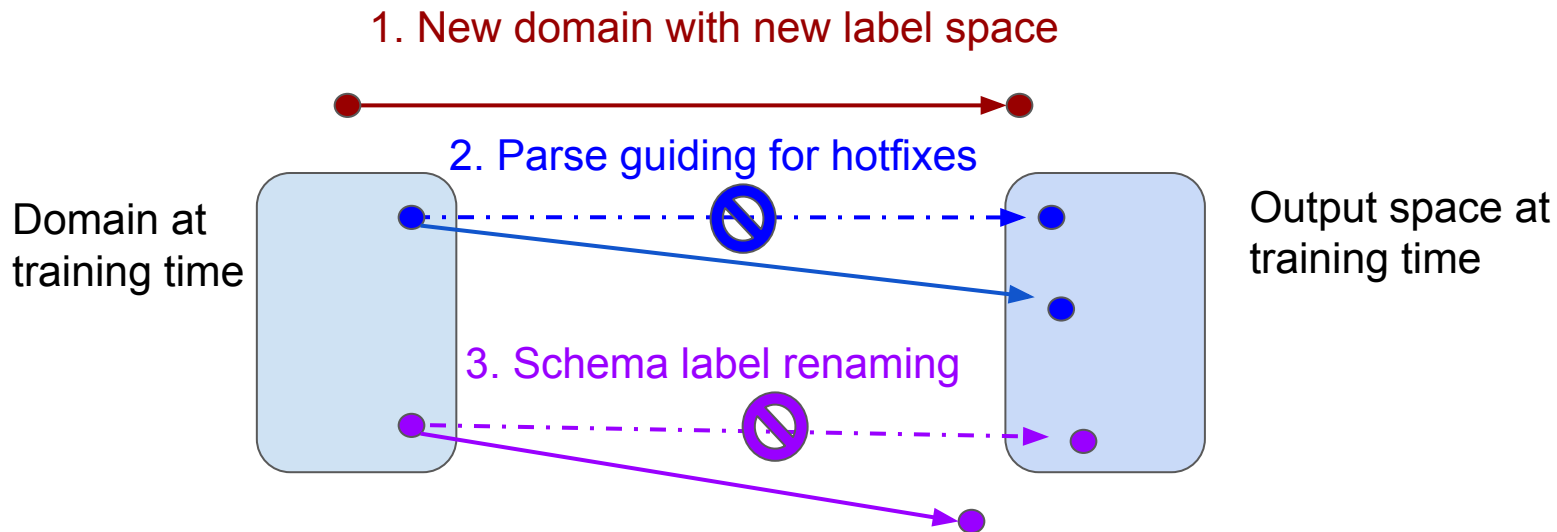 1. New domain with new label space
2. Parse guiding for hotfixes
Domain at
training time
Output space at
training time
3. Schema label renaming